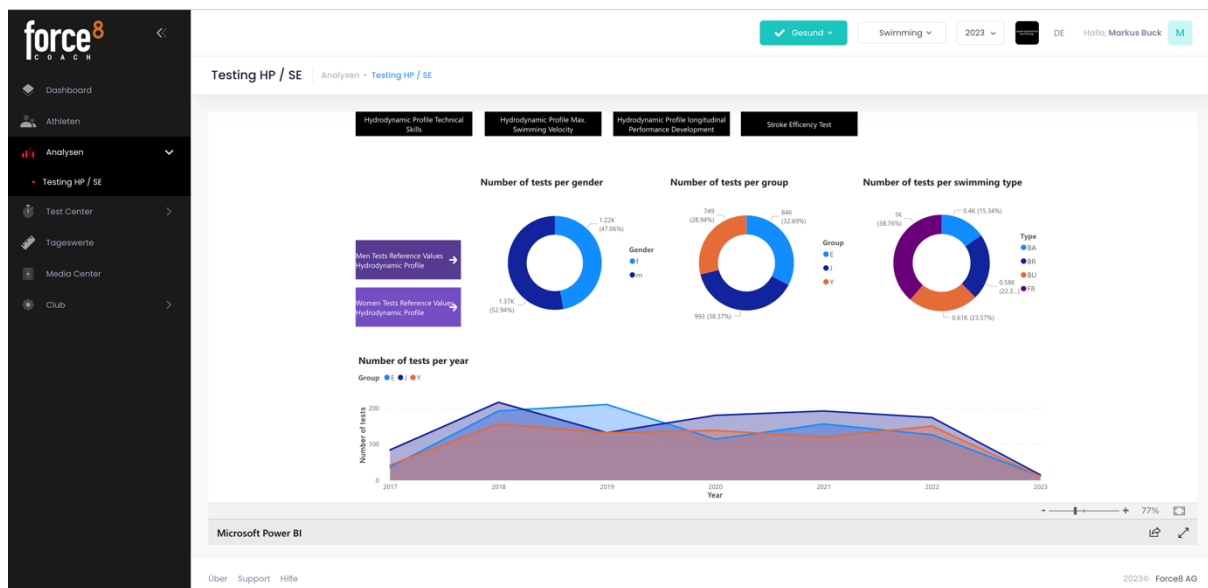 force8
COACH
Dashboard
Athleten
Analysen
Testing HP / SE
Test Center
Tageswerte
Media Center
Club
Gesund
Swimming
2023
DE
Hallo, Markus Buck
M
Testing HP / SE
Analysen • Testing HP / SE
Hydrodynamic Profile Technical
Skills
Hydrodynamic Profile Max.
Swimming Velocity
Hydrodynamic Profile longitudinal
Performance Development
Stroke Efficency Test
Men Tests Reference Values
Hydrodynamic Profile
Women Tests Reference Values
Hydrodynamic Profile
Number of tests per gender
1.22K
(47.06%)
1.37K
(52.94%)
Gender
f
m
Number of tests per group
749
(28.94%)
846
(32.69%)
993 (38.37%)
Group
E
J
Y
Number of tests per swimming type
1K
(38.76%)
0.4K (15.34%)
0.58K
(22.3...)
0.61K (23.57%)
Type
BA
BR
BU
FR
Number of tests per year
Group E J Y
Number of tests
200
100
0
2017 2018 2019 2020 2021 2022 2023
Year
- + 77%
Microsoft Power BI
Über Support Hilfe
2023© Force8 AG